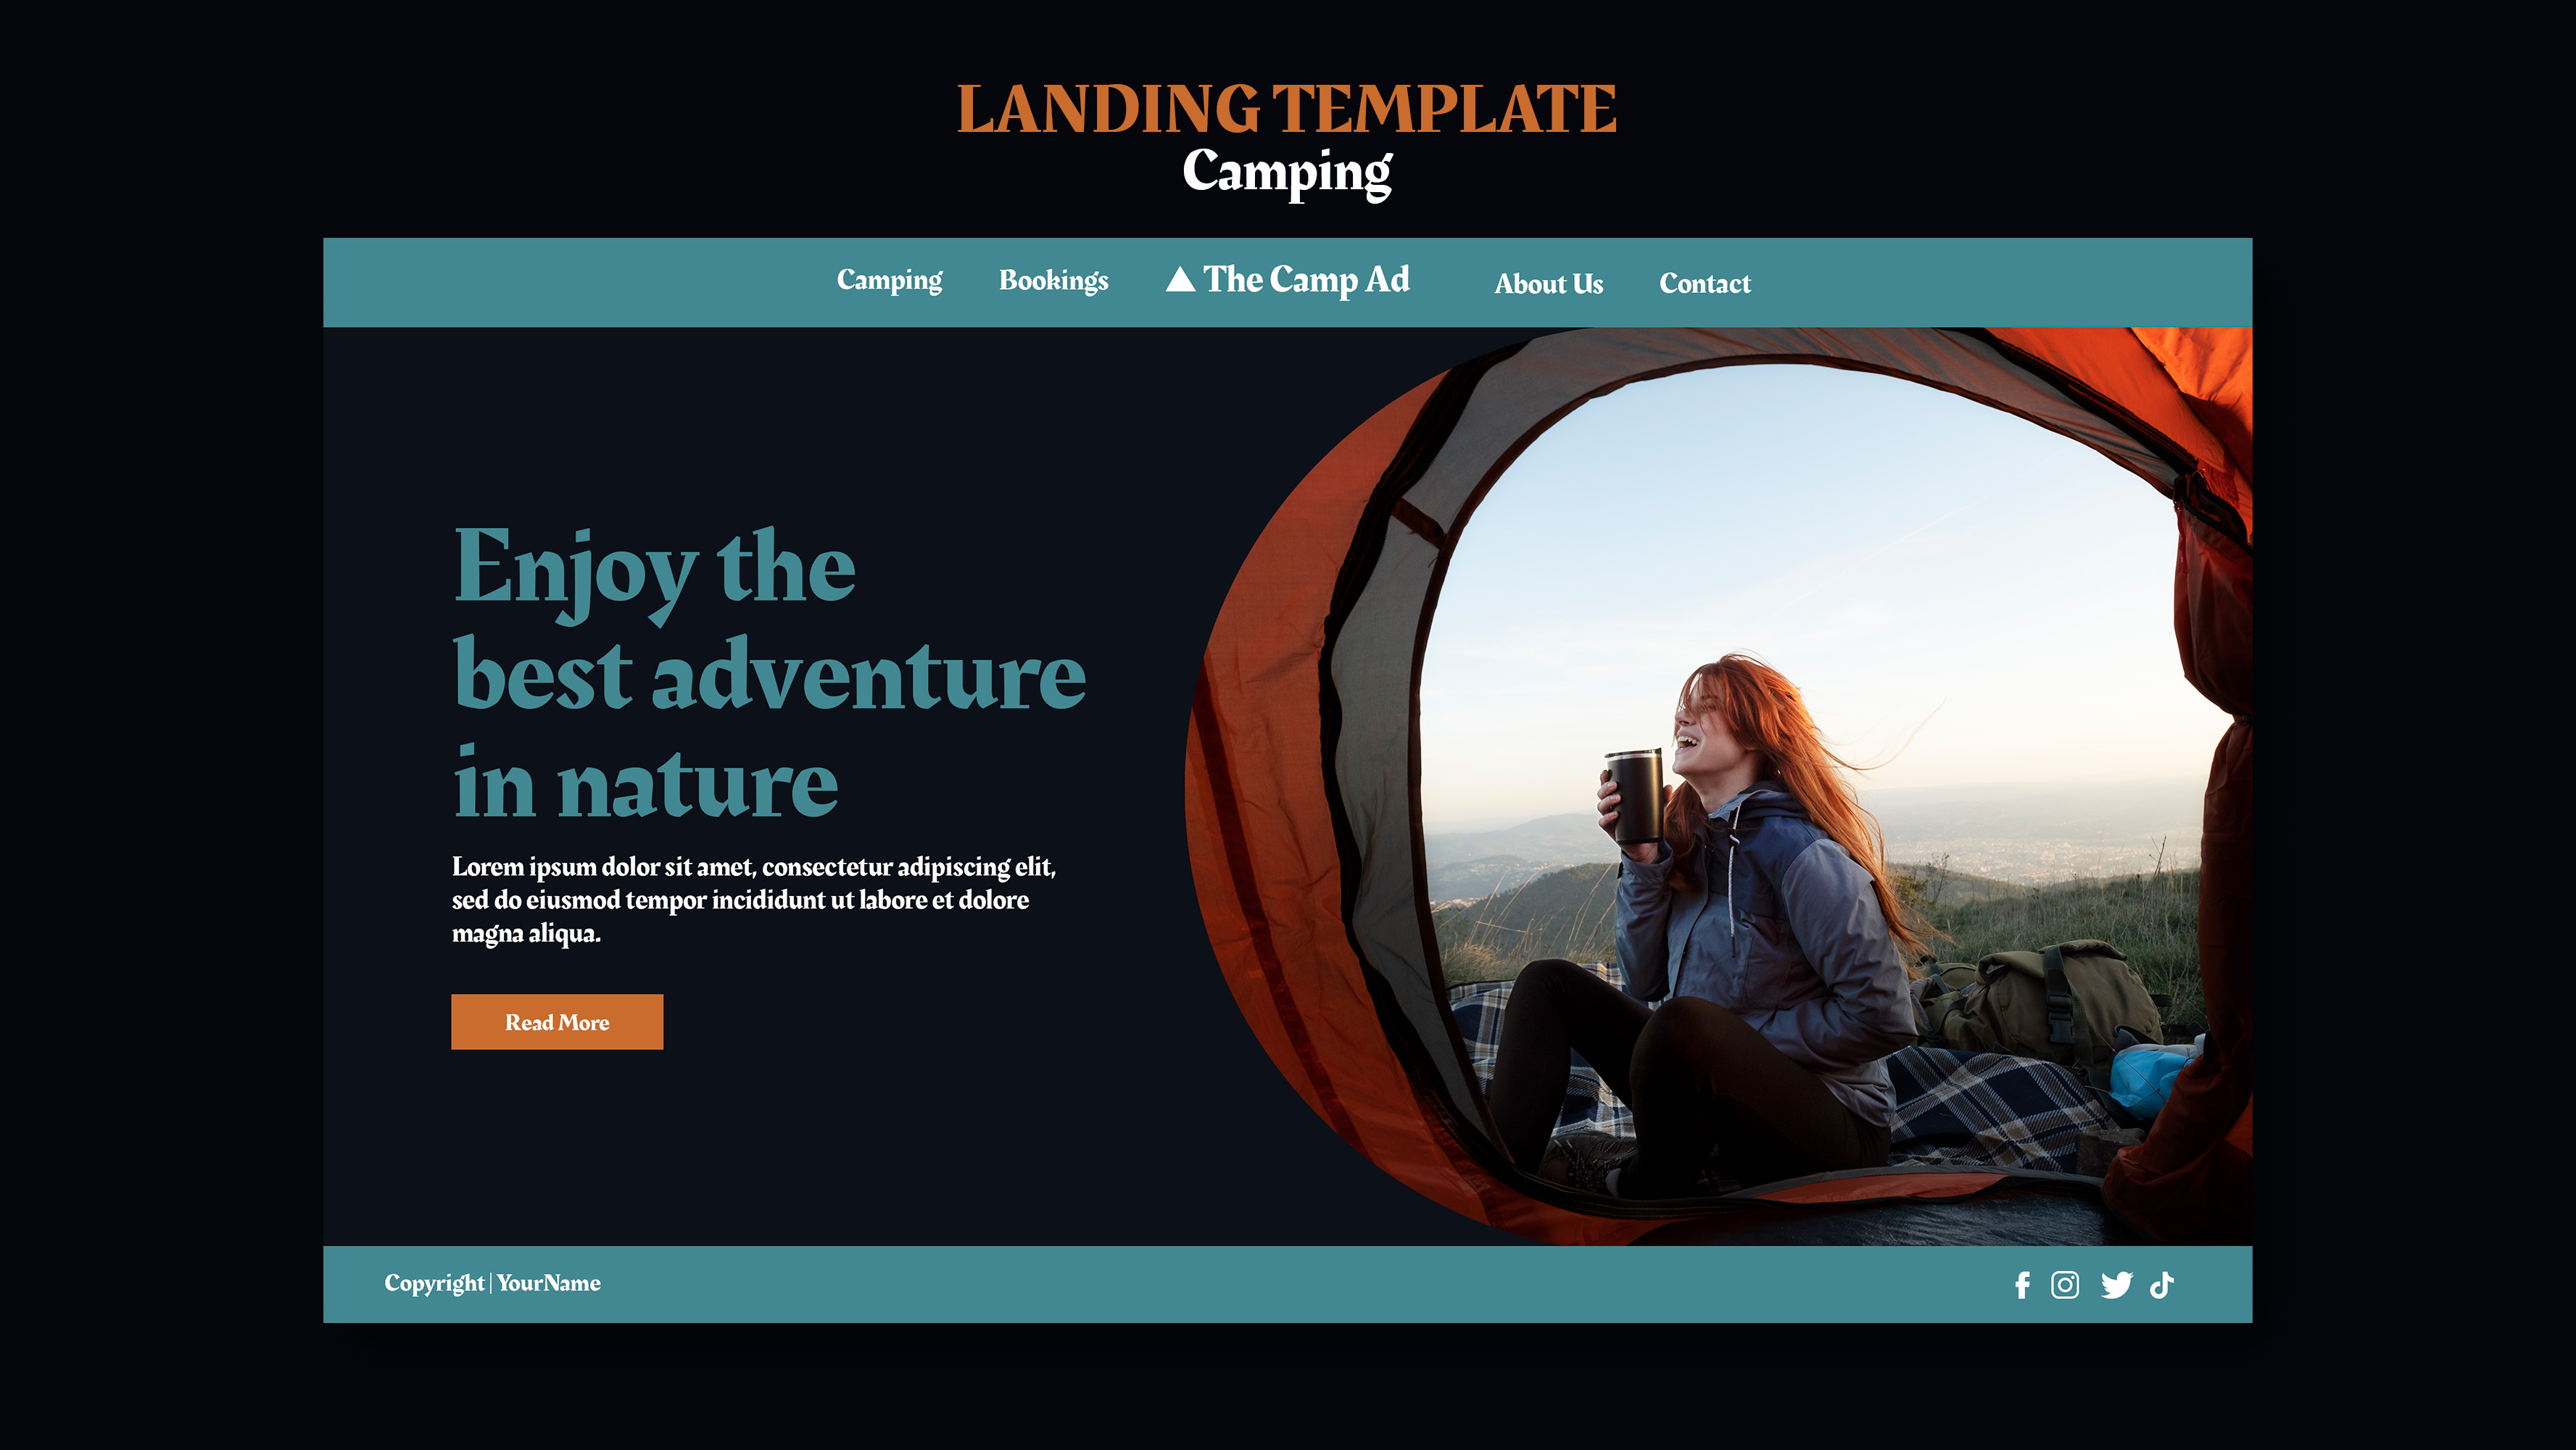 LANDING TEMPLATE
Camping
Camping Bookings The Camp Ad About Us Contact
Enjoy the
best adventure
in nature
Lorem ipsum dolor sit amet, consectetur adipiscing elit,
sed do eiusmod tempor incididunt ut labore et dolore
magna aliqua.
Read More
Copyright | YourName